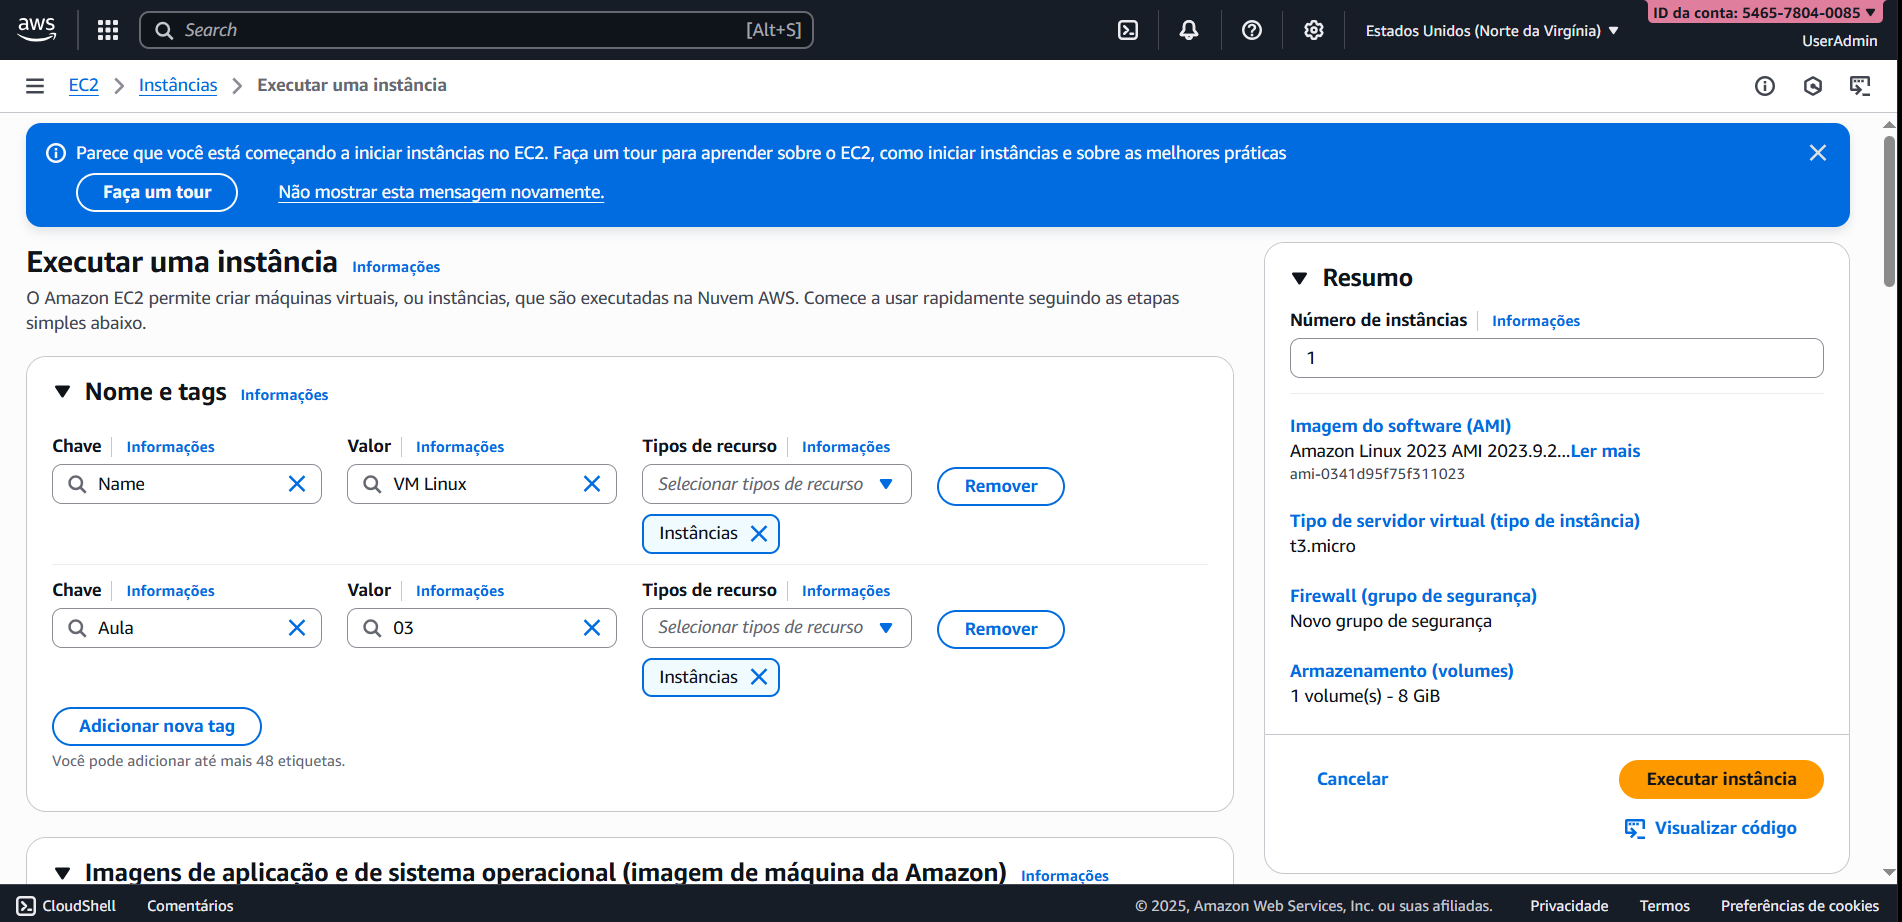 aws
Search
[Alt+S]
Estados Unidos (Norte da Virgínia)
ID da conta: 5465-7804-0085
UserAdmin
EC2
Instâncias
Executar uma instância
Parece que você está começando a iniciar instâncias no EC2. Faça um tour para aprender sobre o EC2, como iniciar instâncias e sobre as melhores práticas
Faça um tour
Não mostrar esta mensagem novamente.
Executar uma instância Informações
O Amazon EC2 permite criar máquinas virtuais, ou instâncias, que são executadas na Nuvem AWS. Comece a usar rapidamente seguindo as etapas
simples abaixo.
Nome e tags Informações
Chave Informações
Valor Informações
Tipos de recurso Informações
Name
VM Linux
Selecionar tipos de recurso
Remover
Instâncias
Chave Informações
Valor Informações
Tipos de recurso Informações
Aula
03
Selecionar tipos de recurso
Remover
Instâncias
Adicionar nova tag
Você pode adicionar até mais 48 etiquetas.
Imagens de aplicação e de sistema operacional (imagem de máquina da Amazon) Informações
Resumo
Número de instâncias Informações
1
Imagem do software (AMI)
Amazon Linux 2023 AMI 2023.9.2...Ler mais
ami-0341d95f75f311023
Tipo de servidor virtual (tipo de instância)
t3.micro
Firewall (grupo de segurança)
Novo grupo de segurança
Armazenamento (volumes)
1 volume(s) - 8 GiB
Cancelar
Executar instância
Visualizar código
CloudShell
Comentários
© 2025, Amazon Web Services, Inc. ou suas afiliadas.
Privacidade
Termos
Preferências de cookies